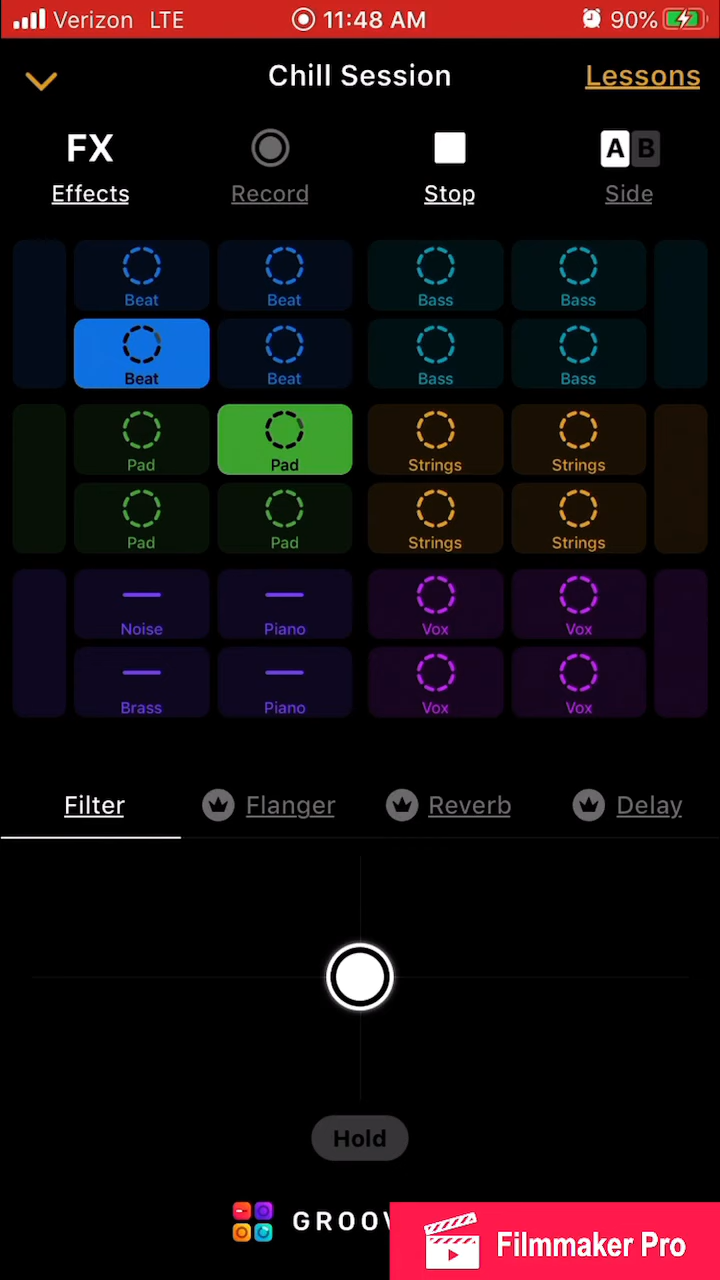 Verizon LTE 11:48 AM 90%
Chill Session Lessons
FX A B
Effects Record Stop Side
Beat Beat Bass Bass
Beat Beat Bass Bass
Pad Pad Strings Strings
Pad Pad Strings Strings
Noise Piano Vox Vox
Brass Piano Vox Vox
Filter Flanger Reverb Delay
Hold
GROOV
Filmmaker Pro